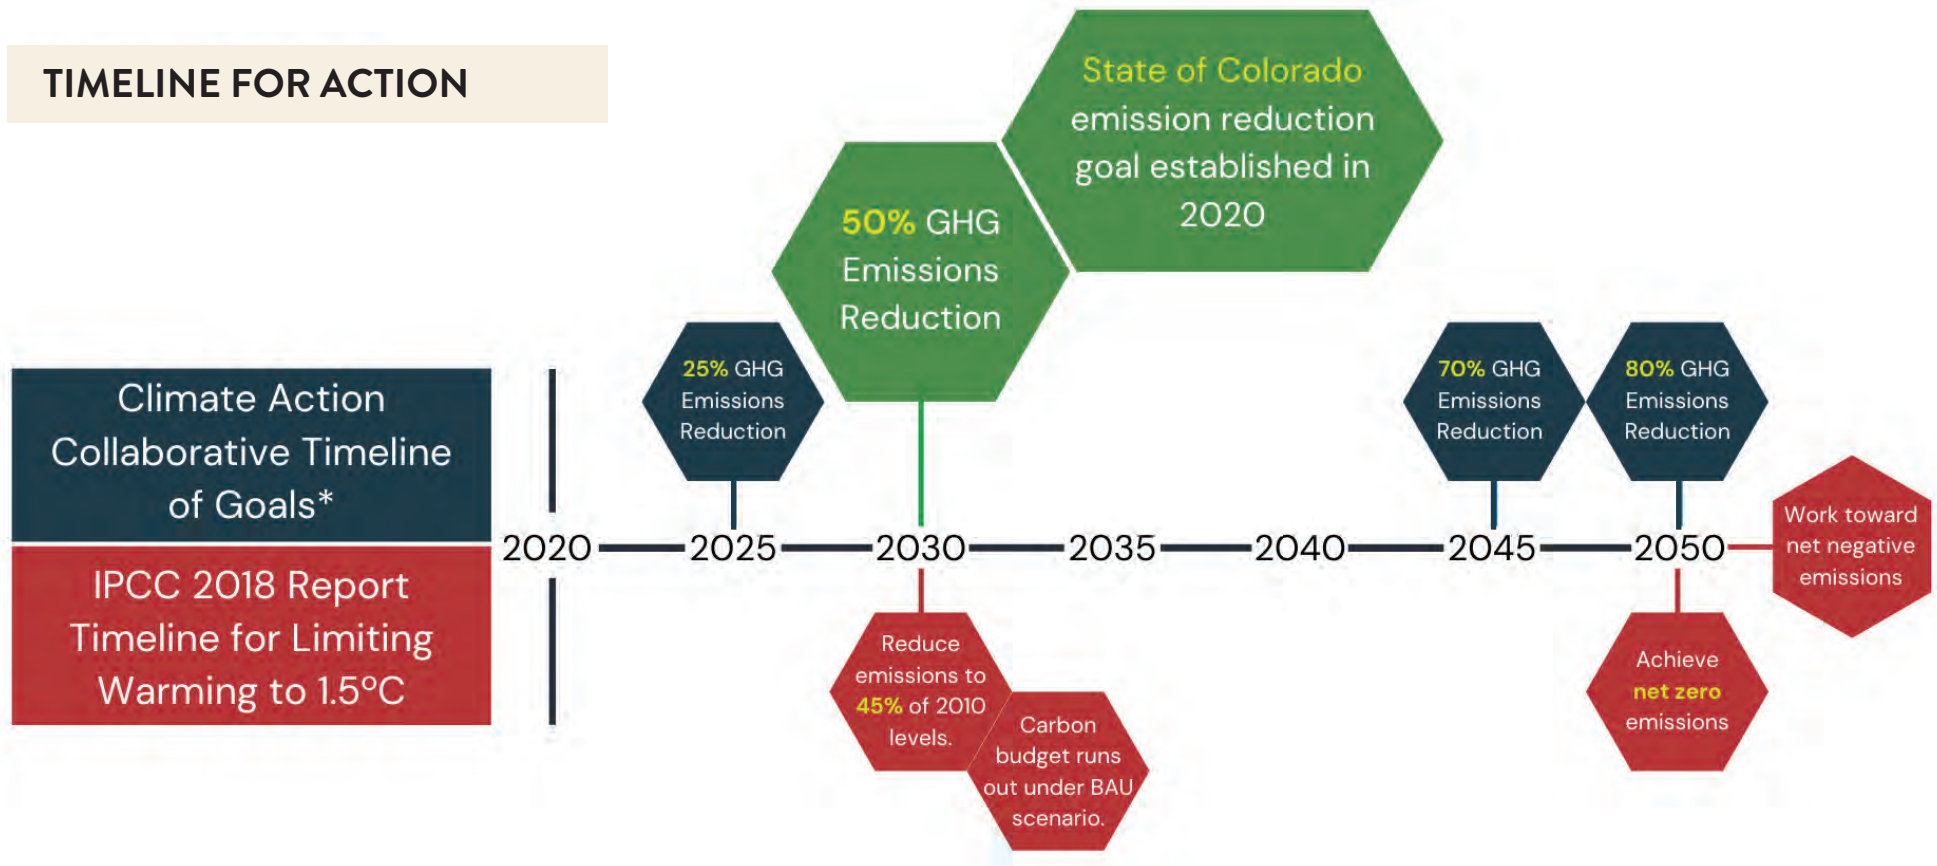 TIMELINE FOR ACTION
State of Colorado
emission reduction
goal established in
2020
50% GHG
Emissions
Reduction
25% GHG
Emissions
Reduction
70% GHG
Emissions
Reduction
80% GHG
Emissions
Reduction
Climate Action
Collaborative Timeline
of Goals*
2020 2025 2030 2035 2040 2045 2050
Work toward
net negative
emissions
IPCC 2018 Report
Timeline for Limiting
Warming to 1.5ºC
Reduce
emissions to
45% of 2010
levels.
Carbon
budget runs
out under BAU
scenario.
Achieve
net zero
emissions